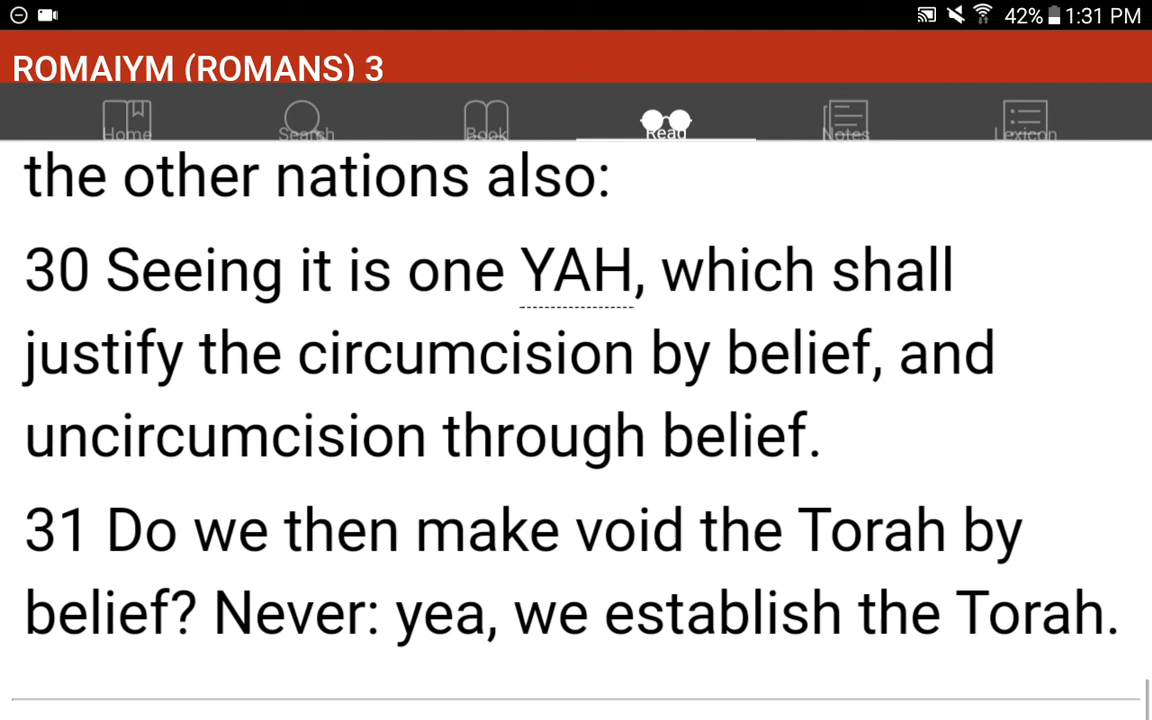 42% 1:31 PM
ROMAIYM (ROMANS) 3
Home Search Book Read Notes Lexicon
the other nations also:
30 Seeing it is one YAH, which shall
justify the circumcision by belief, and
uncircumcision through belief.
31 Do we then make void the Torah by
belief? Never: yea, we establish the Torah.